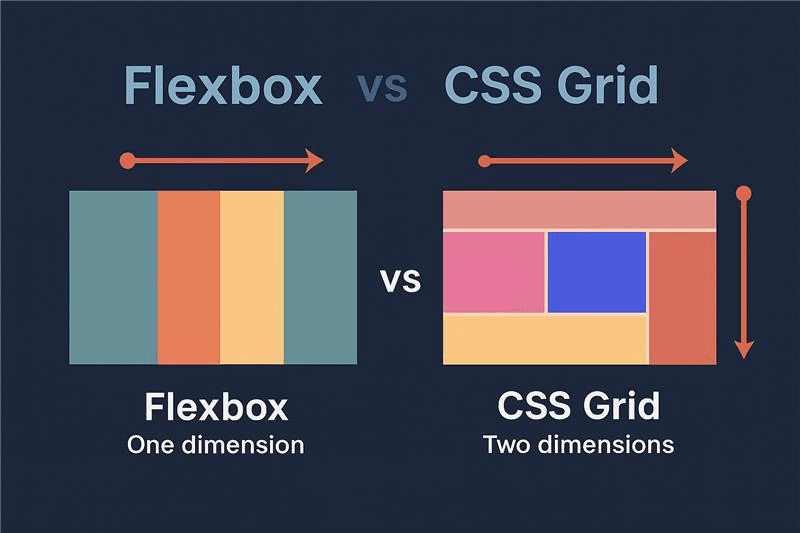 Flexbox vs CSS Grid
vs
Flexbox
One dimension
CSS Grid
Two dimensions